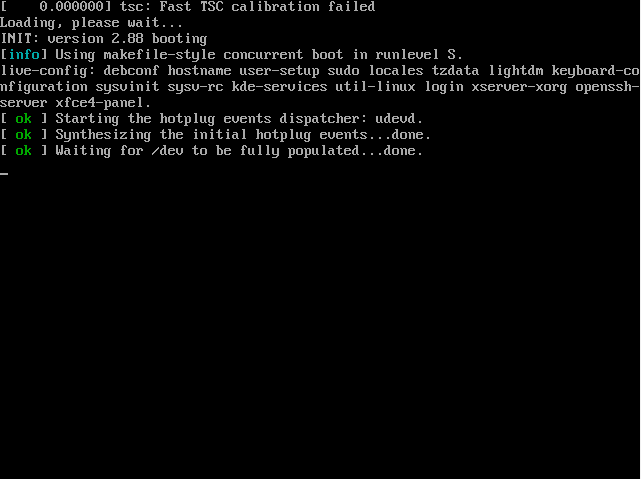 [    0.000000] tsc: Fast TSC calibration failed
Loading, please wait...
INIT: version 2.88 booting
[info] Using makefile-style concurrent boot in runlevel S.
live-config: debconf hostname user-setup sudo locales tzdata lightdm keyboard-co
nfiguration sysvinit sysv-rc kde-services util-linux login xserver-xorg openssh-
server xfce4-panel.
[ ok ] Starting the hotplug events dispatcher: udevd.
[ ok ] Synthesizing the initial hotplug events...done.
[ ok ] Waiting for /dev to be fully populated...done.